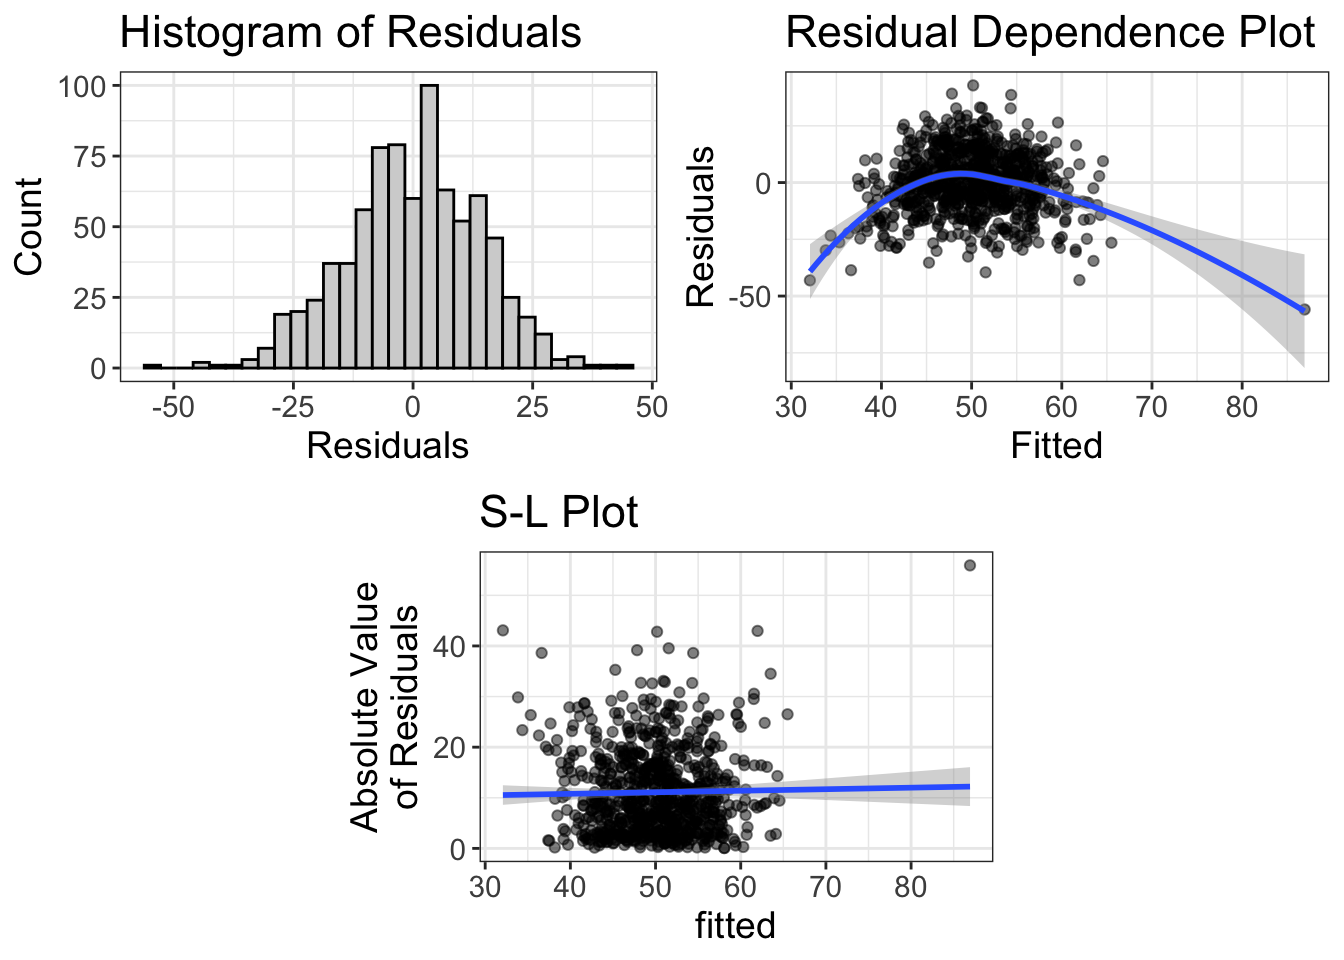 Histogram of Residuals
Count
100
75
50
25
0
-50 -25 0 25 50
Residuals
Residual Dependence Plot
Residuals
0
-50
30 40 50 60 70 80
Fitted
S-L Plot
Absolute Value
of Residuals
40
20
0
30 40 50 60 70 80
fitted